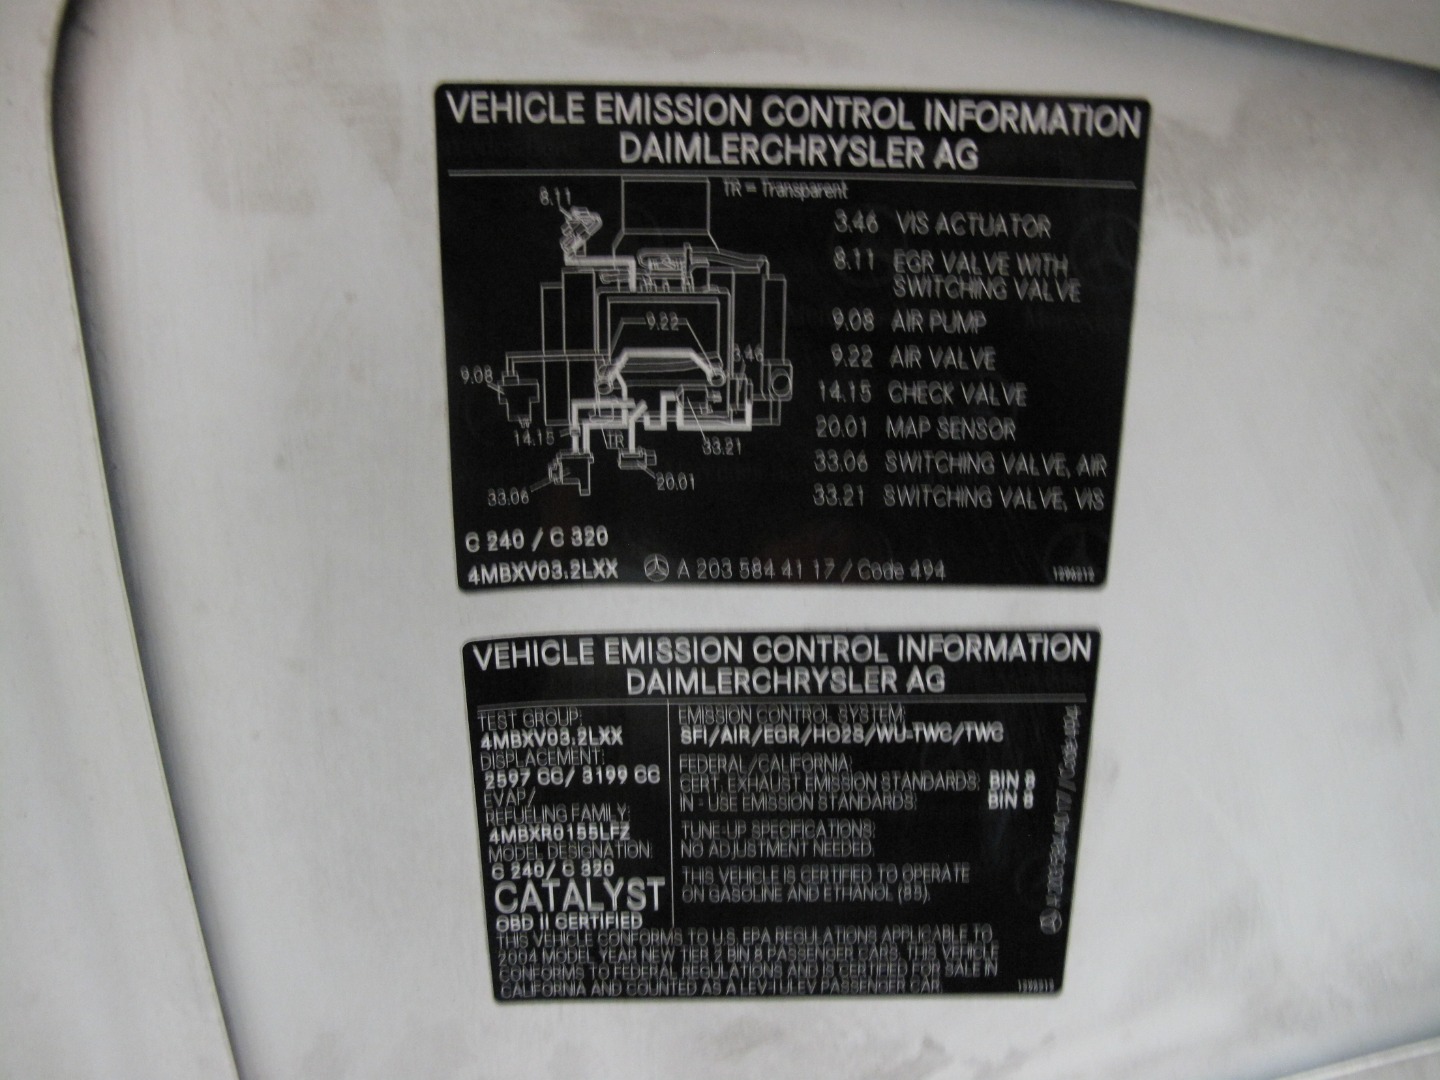 VEHICLE EMISSION CONTROL INFORMATION
DAIMLERCHRYSLER AG
TR = Transparent
8.11
9.22
3.46
9.08
14.15
TR
33.21
33.06
20.01
3.46 VIS ACTUATOR
8.11 EGR VALVE WITH
SWITCHING VALVE
9.08 AIR PUMP
9.22 AIR VALVE
14.15 CHECK VALVE
20.01 MAP SENSOR
33.06 SWITCHING VALVE, AIR
33.21 SWITCHING VALVE, VIS
C 240 / C 320
4MBXV03.2LXX A 203 584 41 17 / Code 494
VEHICLE EMISSION CONTROL INFORMATION
DAIMLERCHRYSLER AG
TEST GROUP:
4MBXV03.2LXX
DISPLACEMENT:
2597 CC/ 3199 CC
EVAP/
REFUELING FAMILY:
4MBXR0155LFZ
MODEL DESIGNATION:
C 240/ C 320
CATALYST
OBD II CERTIFIED
EMISSION CONTROL SYSTEM:
SFI/AIR/EGR/HO2S/WU-TWC/TWC
FEDERAL/CALIFORNIA:
CERT. EXHAUST EMISSION STANDARDS: BIN 8
IN - USE EMISSION STANDARDS: BIN 8
TUNE-UP SPECIFICATIONS:
NO ADJUSTMENT NEEDED.
THIS VEHICLE IS CERTIFIED TO OPERATE
ON GASOLINE AND ETHANOL (85).
THIS VEHICLE CONFORMS TO U.S. EPA REGULATIONS APPLICABLE TO
2004 MODEL YEAR NEW TIER 2 BIN 8 PASSENGER CARS. THIS VEHICLE
CONFORMS TO FEDERAL REGULATIONS AND IS CERTIFIED FOR SALE IN
CALIFORNIA AND COUNTED AS A LEV-I ULEV PASSENGER CAR.